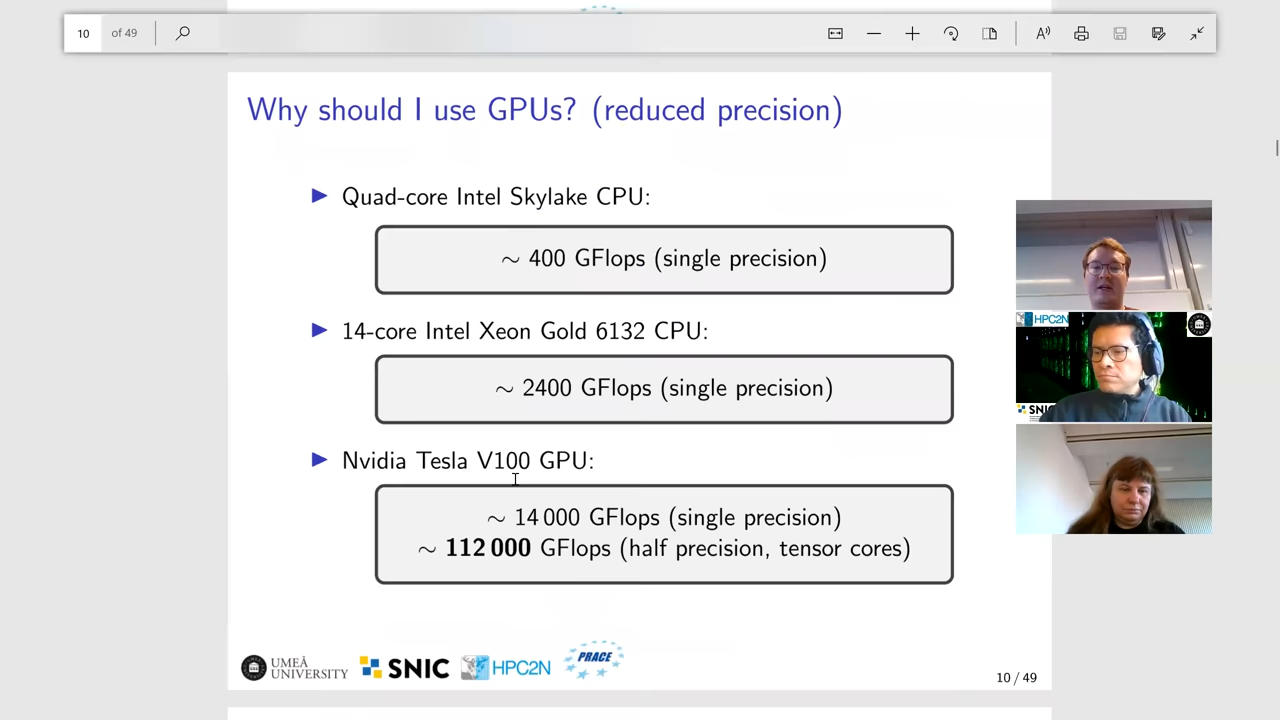 10
of 49
Why should I use GPUs? (reduced precision)
▶ Quad-core Intel Skylake CPU:
∼ 400 GFlops (single precision)
▶ 14-core Intel Xeon Gold 6132 CPU:
∼ 2400 GFlops (single precision)
▶ Nvidia Tesla V100 GPU:
∼ 14 000 GFlops (single precision)
∼ 112 000 GFlops (half precision, tensor cores)
HPC2N
SNIC
UMEÅ
UNIVERSITY
SNIC
HPC2N
PRACE
10 / 49